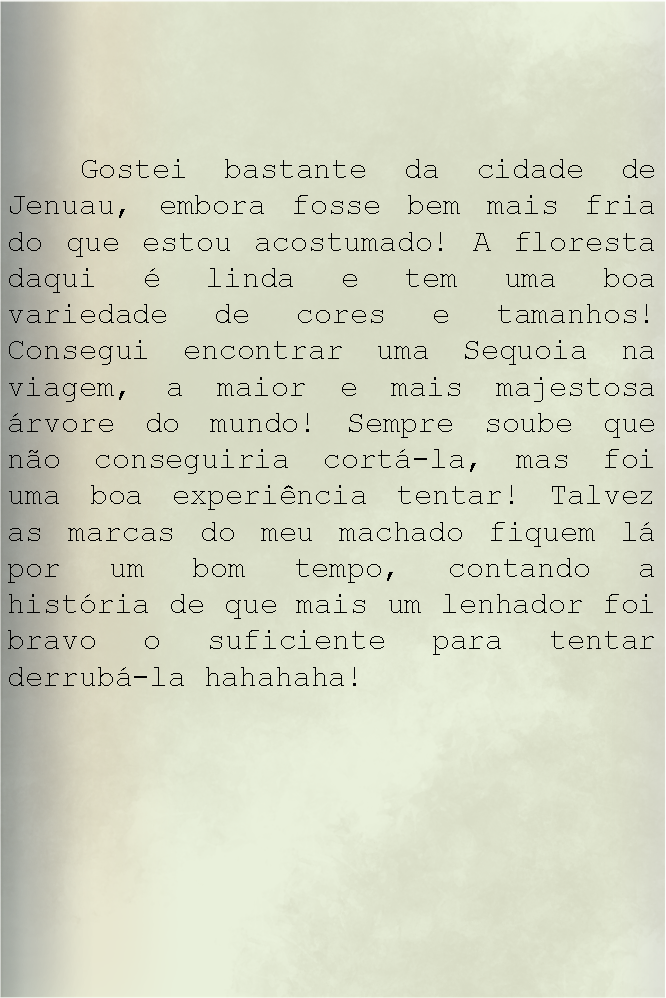 Gostei bastante da cidade de
Jenuau, embora fosse bem mais fria
do que estou acostumado! A floresta
daqui é linda e tem uma boa
variedade de cores e tamanhos!
Consegui encontrar uma Sequoia na
viagem, a maior e mais majestosa
árvore do mundo! Sempre soube que
não conseguiria cortá-la, mas foi
uma boa experiência tentar! Talvez
as marcas do meu machado fiquem lá
por um bom tempo, contando a
história de que mais um lenhador foi
bravo o suficiente para tentar
derrubá-la hahahaha!